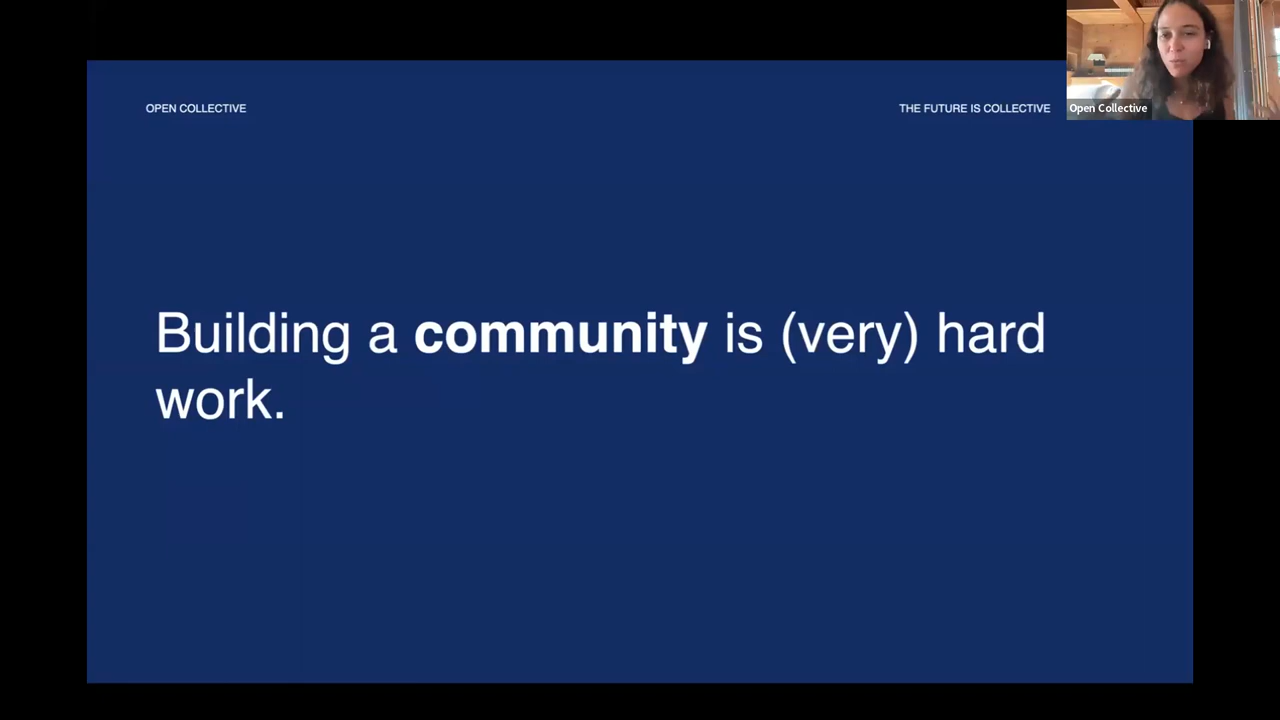 OPEN COLLECTIVE
THE FUTURE IS COLLECTIVE
Open Collective
Building a community is (very) hard
work.